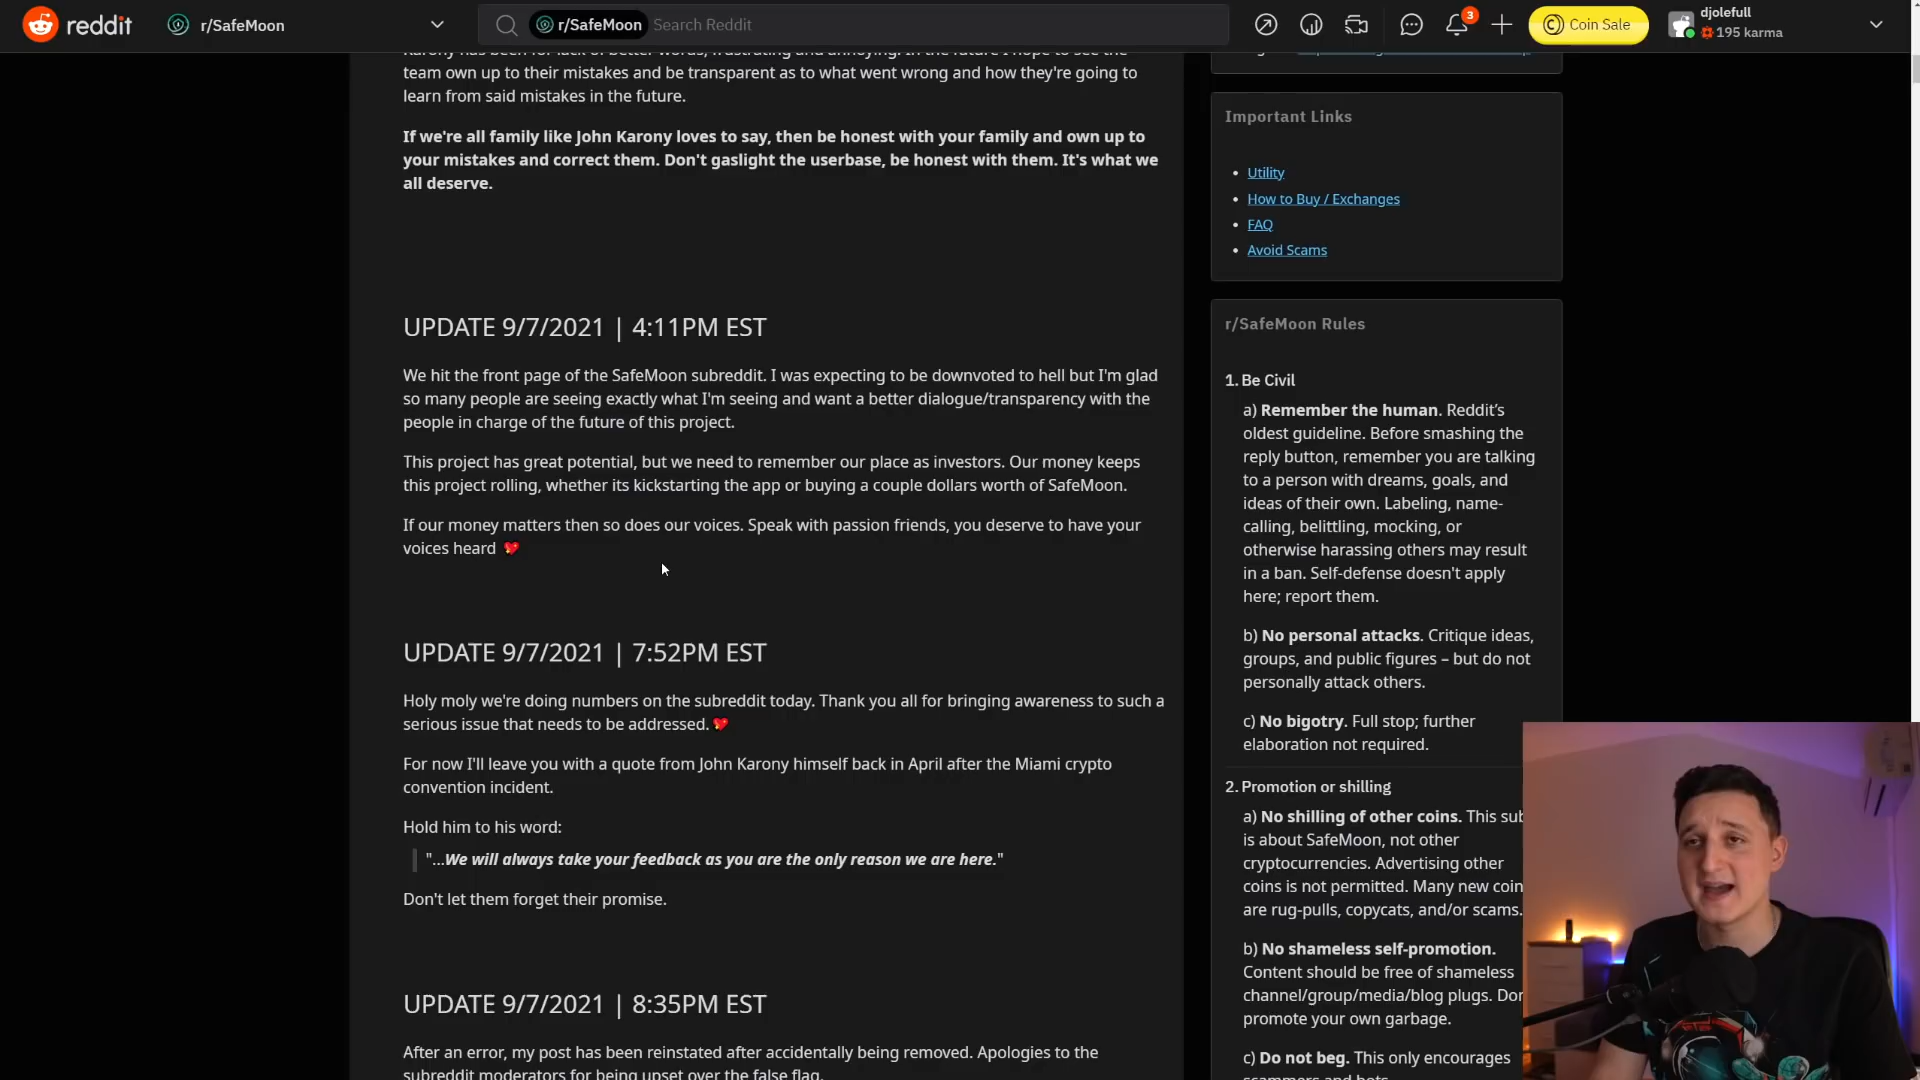 reddit
r/SafeMoon
r/SafeMoon Search Reddit
3
Coin Sale
djolefull
195 karma
team own up to their mistakes and be transparent as to what went wrong and how they're going to
learn from said mistakes in the future.
If we're all family like John Karony loves to say, then be honest with your family and own up to
your mistakes and correct them. Don't gaslight the userbase, be honest with them. It's what we
all deserve.
UPDATE 9/7/2021 | 4:11PM EST
We hit the front page of the SafeMoon subreddit. I was expecting to be downvoted to hell but I'm glad
so many people are seeing exactly what I'm seeing and want a better dialogue/transparency with the
people in charge of the future of this project.
This project has great potential, but we need to remember our place as investors. Our money keeps
this project rolling, whether its kickstarting the app or buying a couple dollars worth of SafeMoon.
If our money matters then so does our voices. Speak with passion friends, you deserve to have your
voices heard 💖
UPDATE 9/7/2021 | 7:52PM EST
Holy moly we're doing numbers on the subreddit today. Thank you all for bringing awareness to such a
serious issue that needs to be addressed. 💖
For now I'll leave you with a quote from John Karony himself back in April after the Miami crypto
convention incident.
Hold him to his word:
"...We will always take your feedback as you are the only reason we are here."
Don't let them forget their promise.
UPDATE 9/7/2021 | 8:35PM EST
After an error, my post has been reinstated after accidentally being removed. Apologies to the
subreddit moderators for being upset over the false flag.
Important Links
• Utility
• How to Buy / Exchanges
• FAQ
• Avoid Scams
r/SafeMoon Rules
1. Be Civil
a) Remember the human. Reddit's
oldest guideline. Before smashing the
reply button, remember you are talking
to a person with dreams, goals, and
ideas of their own. Labeling, name-
calling, belittling, mocking, or
otherwise harassing others may result
in a ban. Self-defense doesn't apply
here; report them.
b) No personal attacks. Critique ideas,
groups, and public figures – but do not
personally attack others.
c) No bigotry. Full stop; further
elaboration not required.
2. Promotion or shilling
a) No shilling of other coins. This sub
is about SafeMoon, not other
cryptocurrencies. Advertising other
coins is not permitted. Many new coin
are rug-pulls, copycats, and/or scams.
b) No shameless self-promotion.
Content should be free of shameless
channel/group/media/blog plugs. Don
promote your own garbage.
c) Do not beg. This only encourages
scammers and bots.